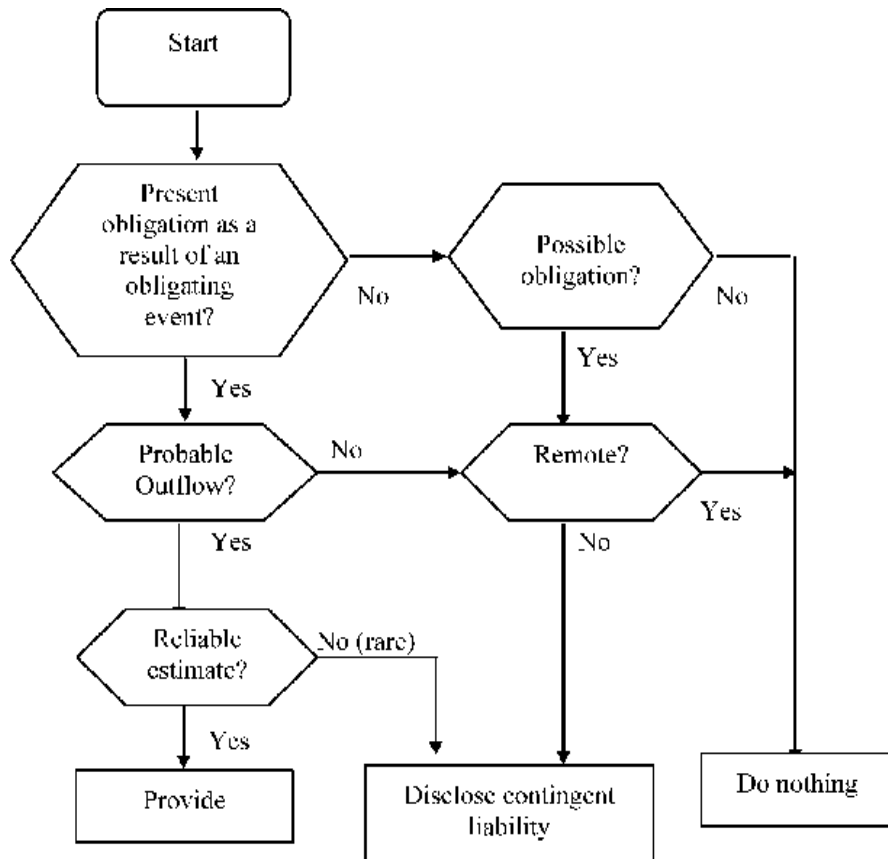 Start
Present
obligation as a
result of an
obligating
event?
No
Possible
obligation?
No
Yes
Yes
Probable
Outflow?
No
Remote?
Yes
Yes
No
Reliable
estimate?
No (rare)
Yes
Provide
Disclose contingent
liability
Do nothing